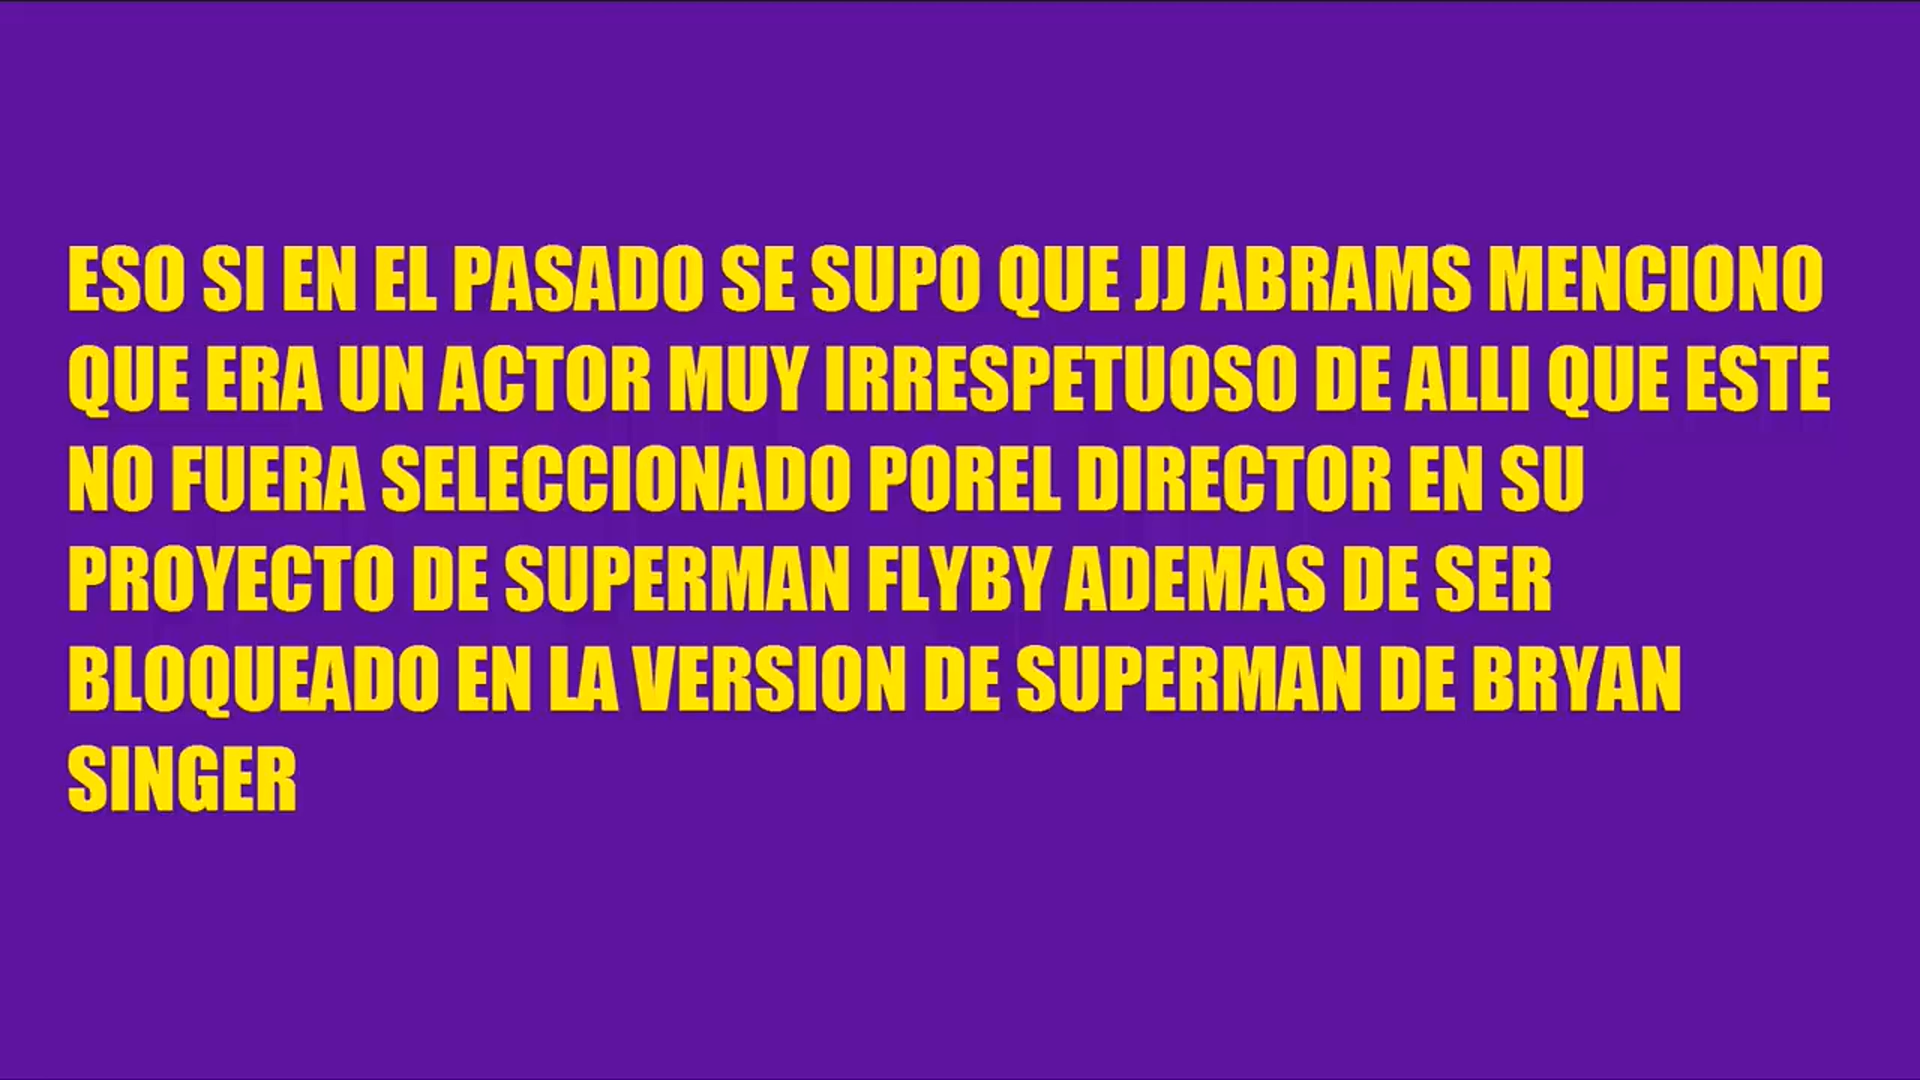 ESO SI EN EL PASADO SE SUPO QUE JJ ABRAMS MENCIONO
QUE ERA UN ACTOR MUY IRRESPETUOSO DE ALLI QUE ESTE
NO FUERA SELECCIONADO POREL DIRECTOR EN SU
PROYECTO DE SUPERMAN FLYBY ADEMAS DE SER
BLOQUEADO EN LA VERSION DE SUPERMAN DE BRYAN
SINGER